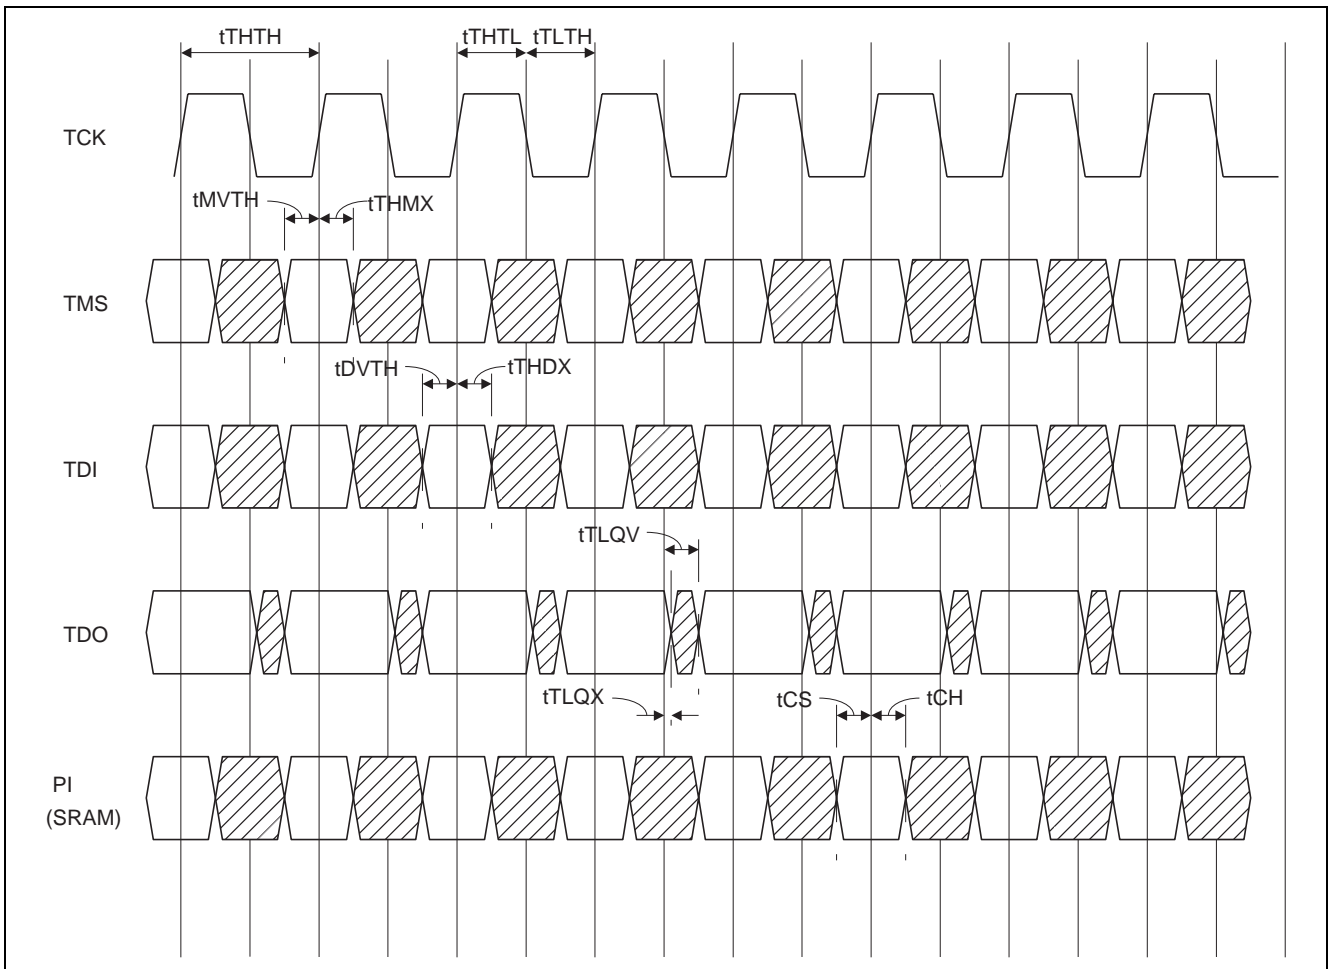 tTHTH
tTHTL
tTLTH
TCK
tMVTH
tTHMX
TMS
tDVTH
tTHDX
TDI
tTLQV
TDO
tTLQX
tCS
tCH
PI
(SRAM)